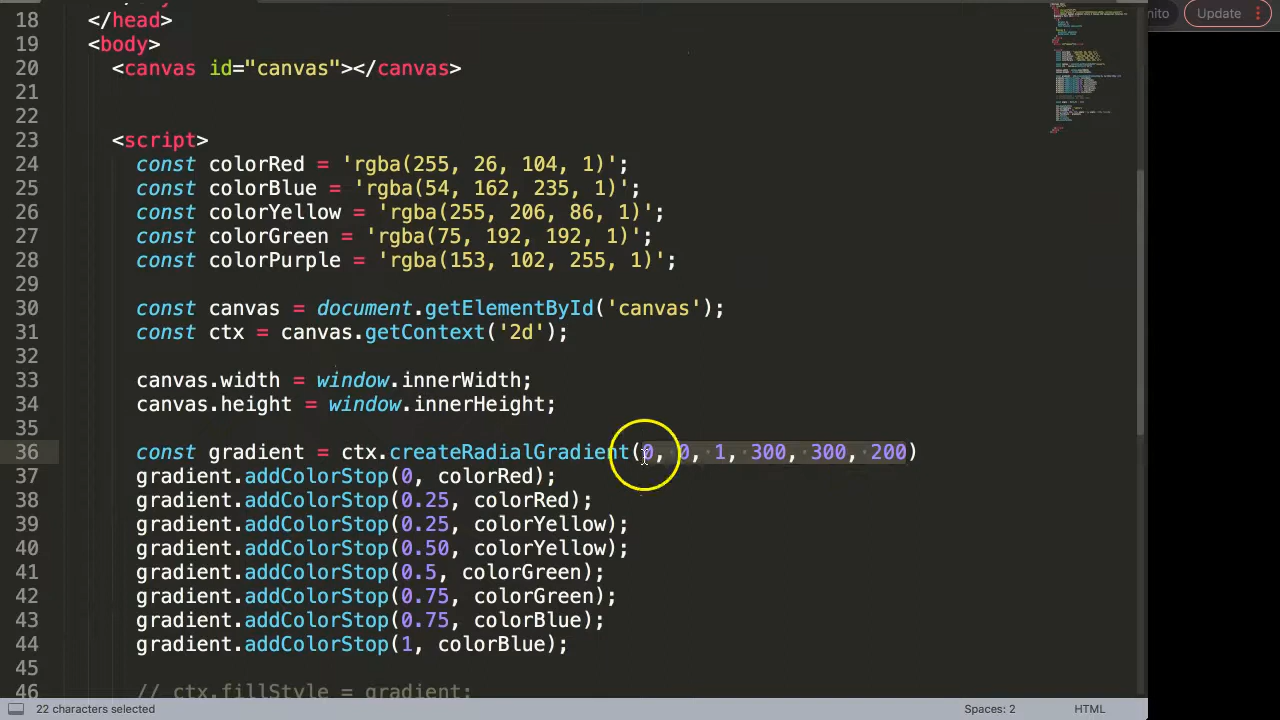 18 </head>
Update
19 <body>
20 <canvas id="canvas"></canvas>
21
22
23 <script>
24 const colorRed = 'rgba(255, 26, 104, 1)';
25 const colorBlue = 'rgba(54, 162, 235, 1)';
26 const colorYellow = 'rgba(255, 206, 86, 1)';
27 const colorGreen = 'rgba(75, 192, 192, 1)';
28 const colorPurple = 'rgba(153, 102, 255, 1)';
29
30 const canvas = document.getElementById('canvas');
31 const ctx = canvas.getContext('2d');
32
33 canvas.width = window.innerWidth;
34 canvas.height = window.innerHeight;
35
36 const gradient = ctx.createRadialGradient(0, 0, 1, 300, 300, 200)
37 gradient.addColorStop(0, colorRed);
38 gradient.addColorStop(0.25, colorRed);
39 gradient.addColorStop(0.25, colorYellow);
40 gradient.addColorStop(0.50, colorYellow);
41 gradient.addColorStop(0.5, colorGreen);
42 gradient.addColorStop(0.75, colorGreen);
43 gradient.addColorStop(0.75, colorBlue);
44 gradient.addColorStop(1, colorBlue);
45
46 // ctx.fillStyle = gradient;
22 characters selected
Spaces: 2
HTML